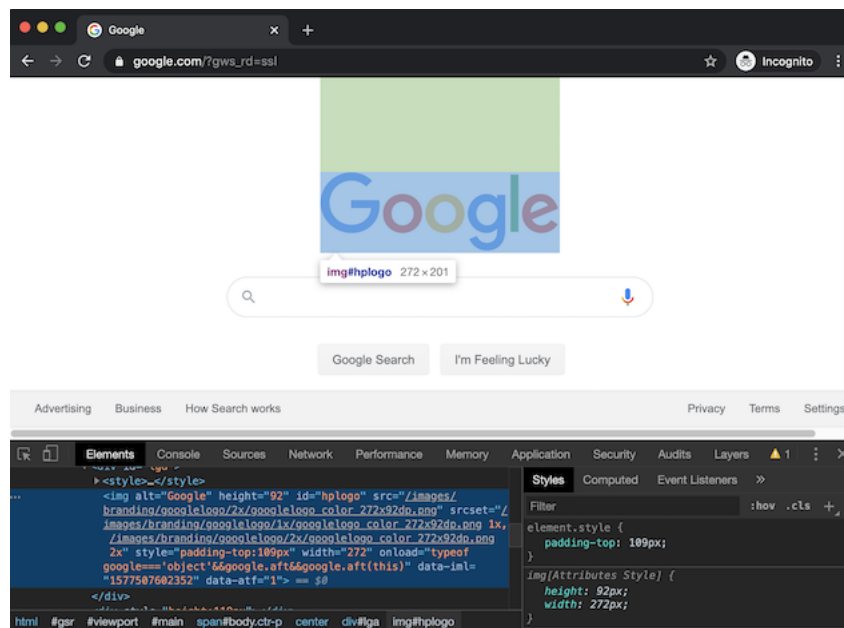 Google
google.com/?gws_rd=ssl
Incognito
Google
img#hplogo 272×201
Google Search
I'm Feeling Lucky
Advertising Business How Search works
Privacy Terms Settings
Elements Console Sources Network Performance Memory Application Security Audits Layers 1
<style>…</style>
<img alt="Google" height="92" id="hplogo" src="/images/
branding/googlelogo/2x/googlelogo_color_272x92dp.png" srcset="/
images/branding/googlelogo/1x/googlelogo_color_272x92dp.png 1x,
/images/branding/googlelogo/2x/googlelogo_color_272x92dp.png
2x" style="padding-top:109px" width="272" onload="typeof
google==='object'&&google.aft&&google.aft(this)" data-iml=
"1577507602352" data-atf="1"> == $0
</div>
html #gsr #viewport #main span#body.ctr-p center div#lga img#hplogo
Styles Computed Event Listeners »
Filter :hov .cls +
element.style {
padding-top: 109px;
}
img[Attributes Style] {
height: 92px;
width: 272px;
}